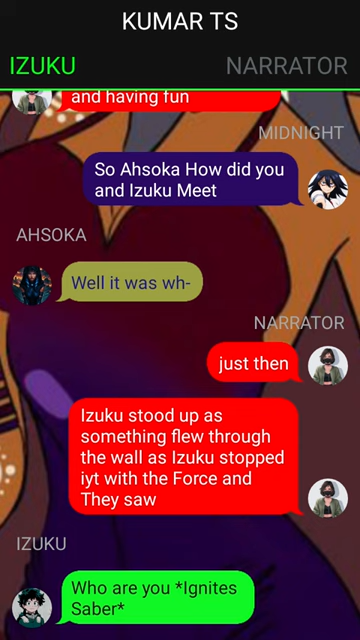 KUMAR TS
IZUKU
NARRATOR
and having fun
MIDNIGHT
So Ahsoka How did you
and Izuku Meet
AHSOKA
Well it was wh-
NARRATOR
just then
Izuku stood up as
something flew through
the wall as Izuku stopped
iyt with the Force and
They saw
IZUKU
Who are you *Ignites
Saber*